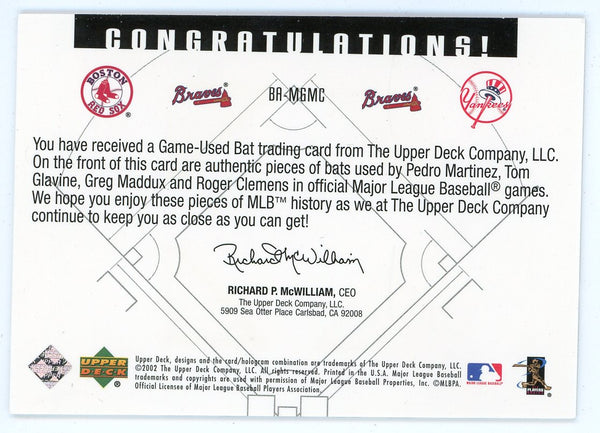 CONGRATULATIONS!
BOSTON
RED SOX
®
Braves®
BA-MGMC
Braves®
Yankees®
You have received a Game-Used Bat trading card from The Upper Deck Company, LLC.
On the front of this card are authentic pieces of bats used by Pedro Martinez, Tom
Glavine, Greg Maddux and Roger Clemens in official Major League Baseball® games.
We hope you enjoy these pieces of MLB™ history as we at The Upper Deck Company
continue to keep you as close as you can get!
Richard McWilliam
RICHARD P. McWILLIAM, CEO
The Upper Deck Company, LLC.
5909 Sea Otter Place Carlsbad, CA 92008
UPPER
DECK
®
Upper Deck, designs and the card/hologram combination are trademarks of The Upper Deck Company, LLC.
©2002 The Upper Deck Company, LLC. All rights reserved. Printed in the U.S.A. Major League Baseball
trademarks and copyrights are used with permission of Major League Baseball Properties, Inc. ©MLBPA.
Official Licensee of Major League Baseball Players Association.
MAJOR LEAGUE BASEBALL
PLAYERS